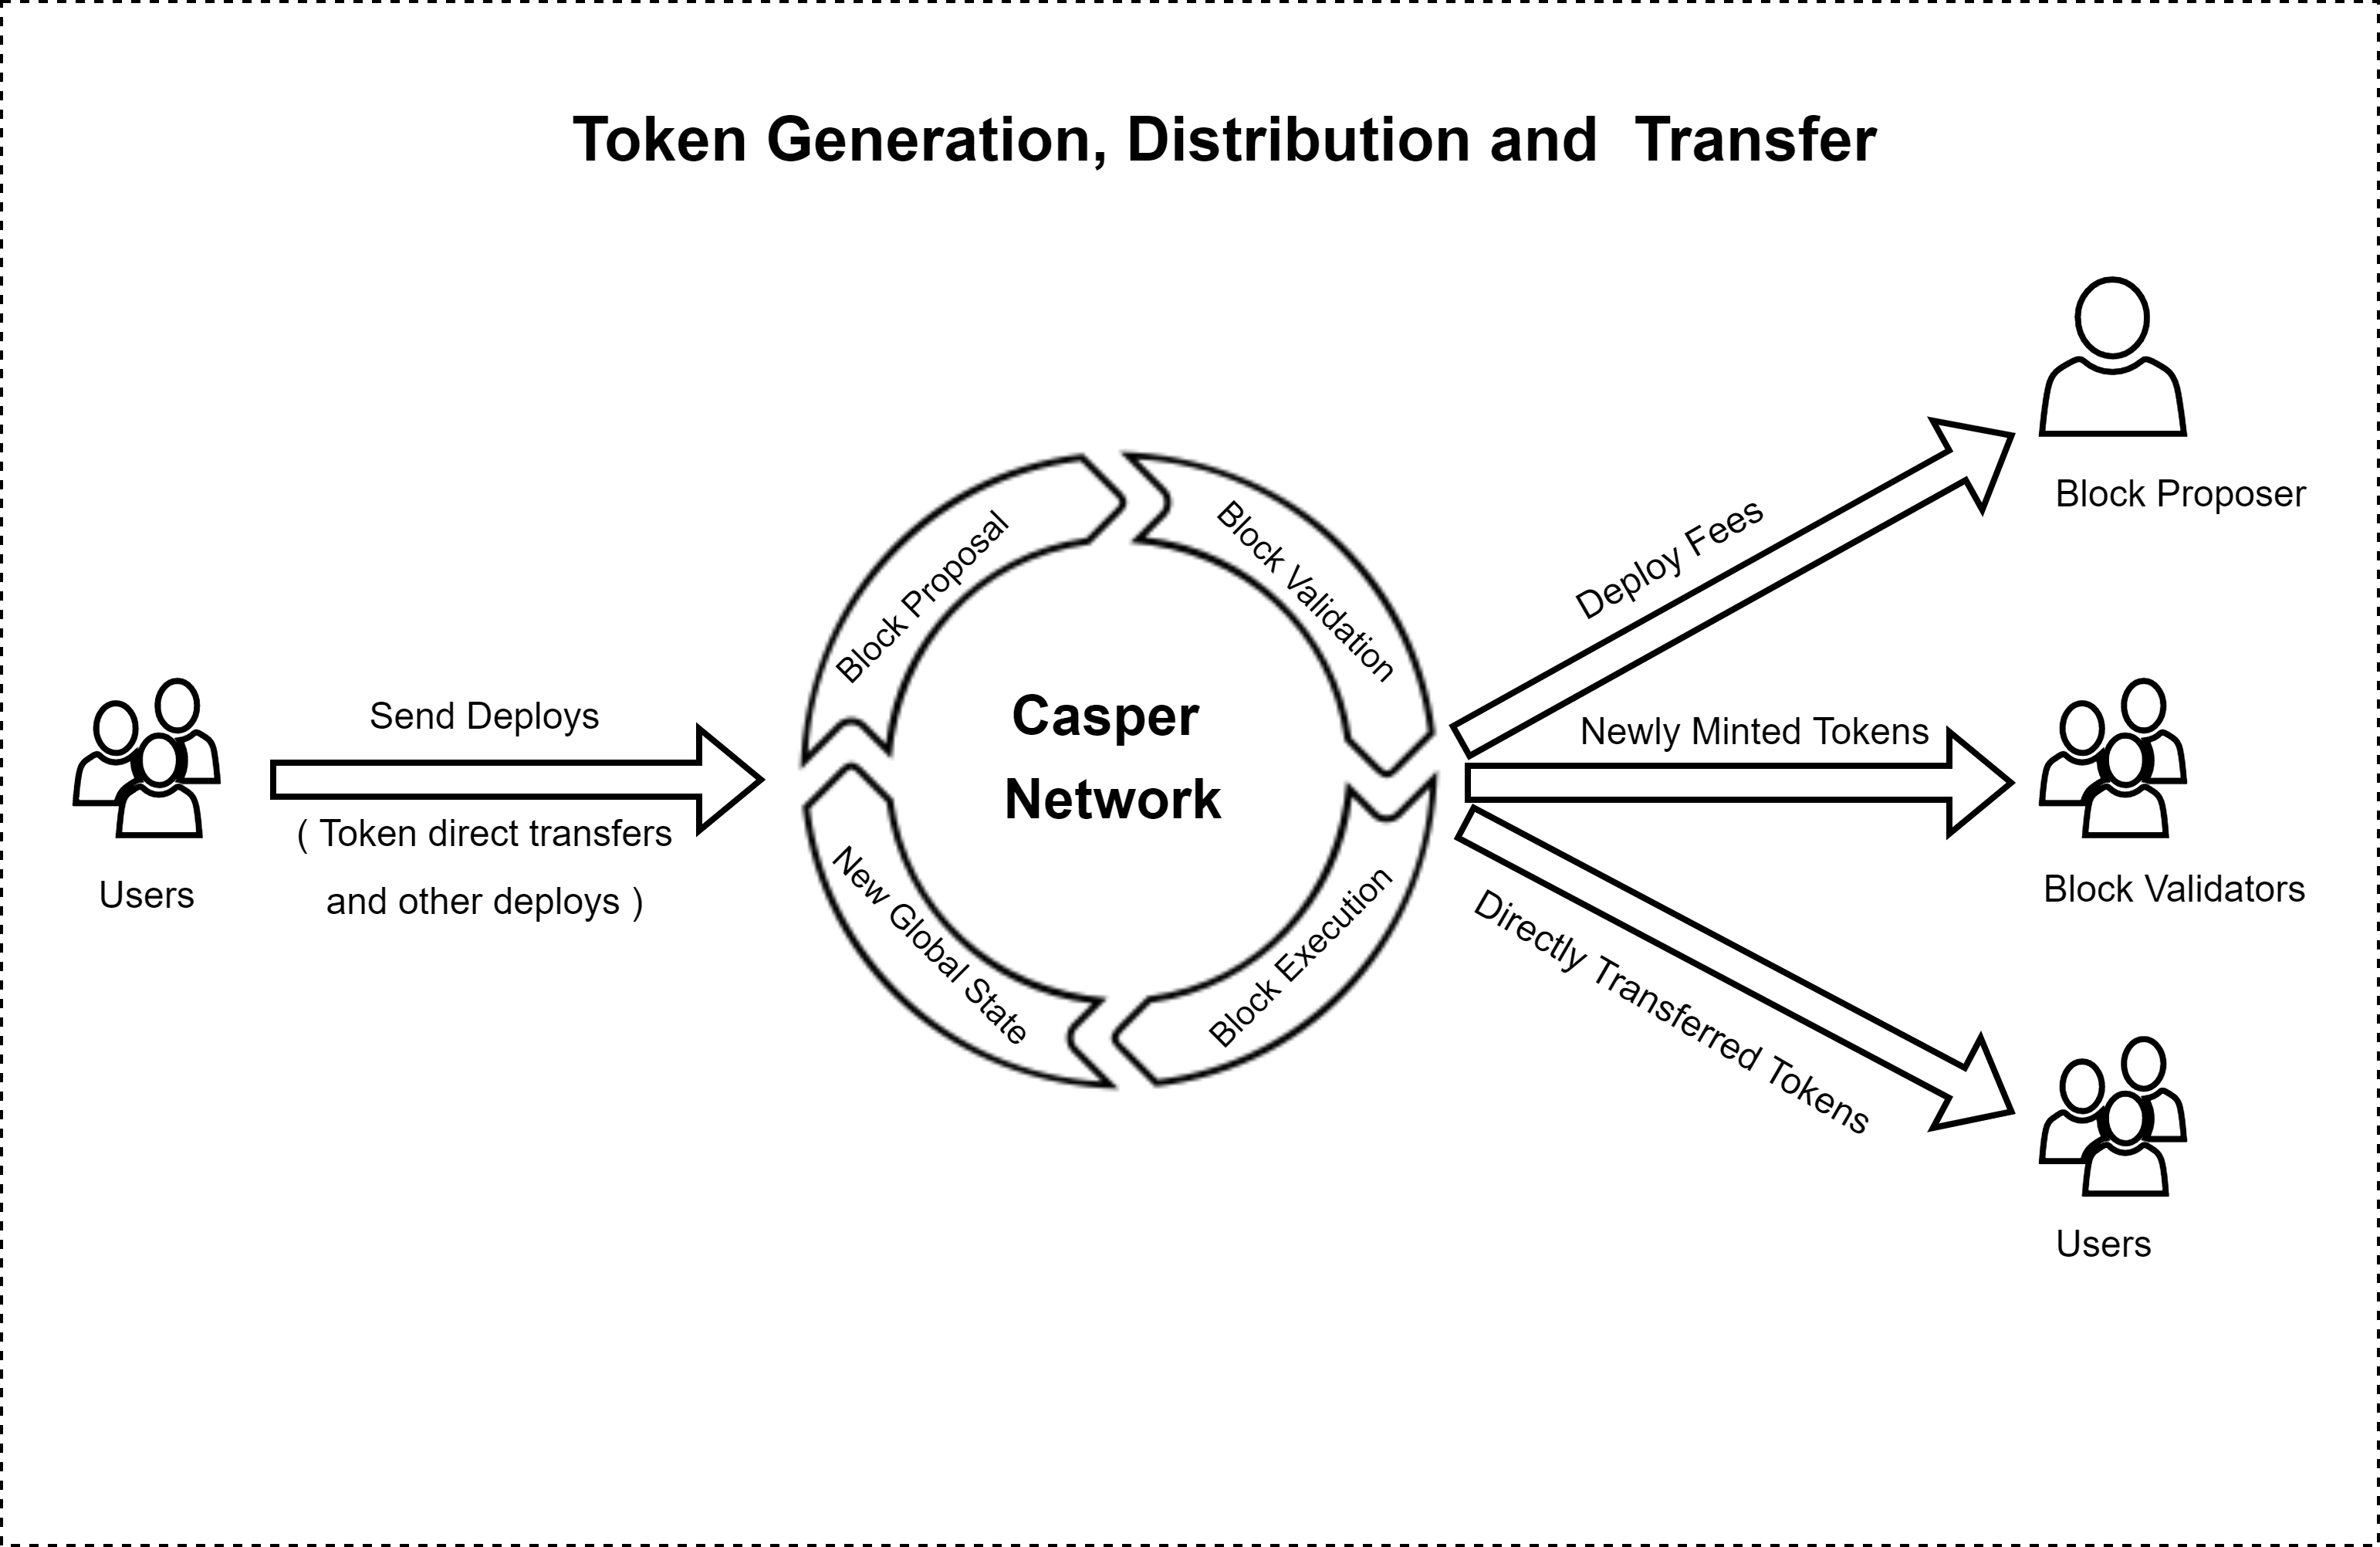 Token Generation, Distribution and  Transfer
Send Deploys
( Token direct transfers
and other deploys )
Users
Block Proposal
Block Validation
Block Execution
New Global State
Casper
Network
Deploy Fees
Block Proposer
Newly Minted Tokens
Block Validators
Directly Transferred Tokens
Users